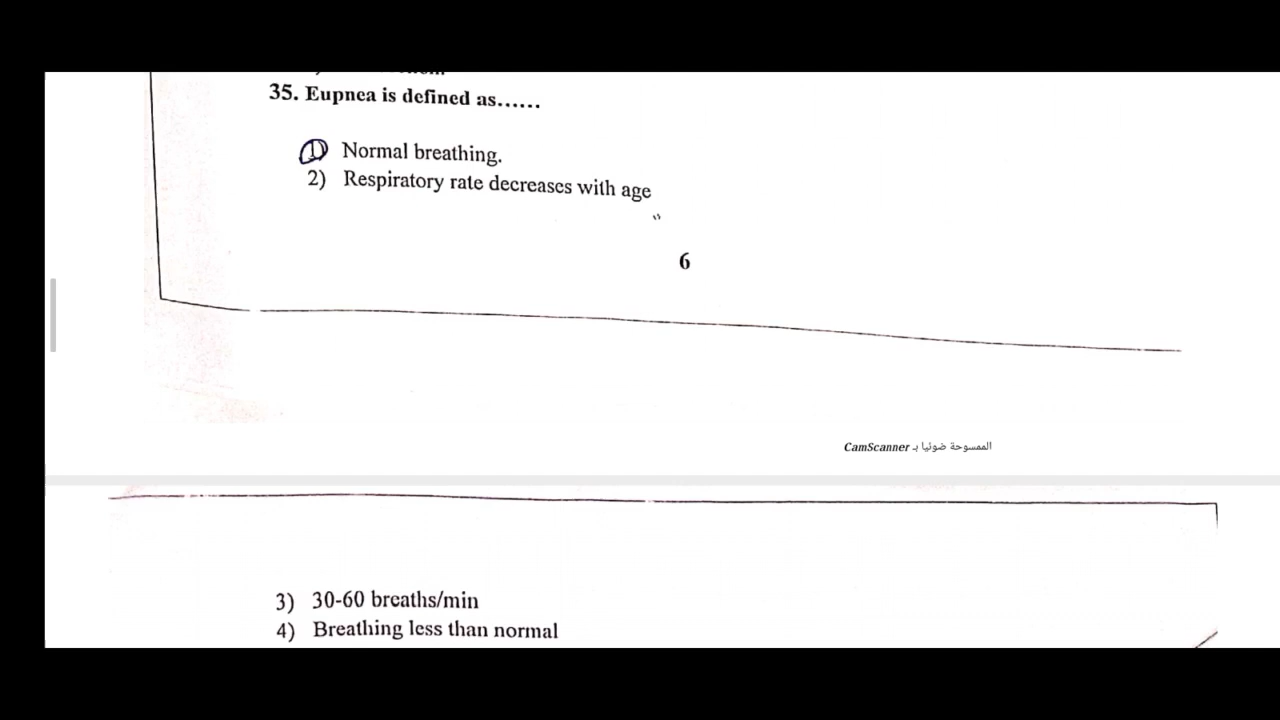 35. Eupnea is defined as......
1) Normal breathing.
2) Respiratory rate decreases with age
6
الممسوحة ضوئيا بـ CamScanner
3) 30-60 breaths/min
4) Breathing less than normal